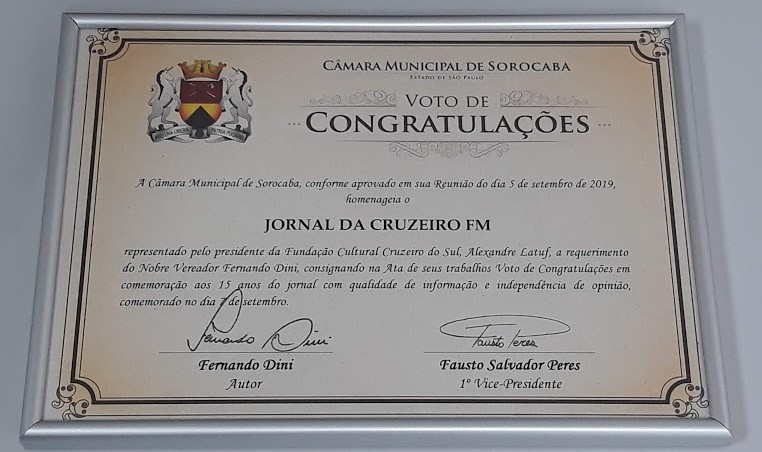 CÂMARA MUNICIPAL DE SOROCABA
ESTADO DE SÃO PAULO
VOTO DE
CONGRATULAÇÕES
A Câmara Municipal de Sorocaba, conforme aprovado em sua Reunião do dia 5 de setembro de 2019,
homenageia o
JORNAL DA CRUZEIRO FM
representado pelo presidente da Fundação Cultural Cruzeiro do Sul, Alexandre Latuf, a requerimento
do Nobre Vereador Fernando Dini, consignando na Ata de seus trabalhos Voto de Congratulações em
comemoração aos 15 anos do jornal com qualidade de informação e independência de opinião,
comemorado no dia 7 de setembro.
Fernando Dini
Fausto Peres
Fernando Dini
Fausto Salvador Peres
Autor
1º Vice-Presidente